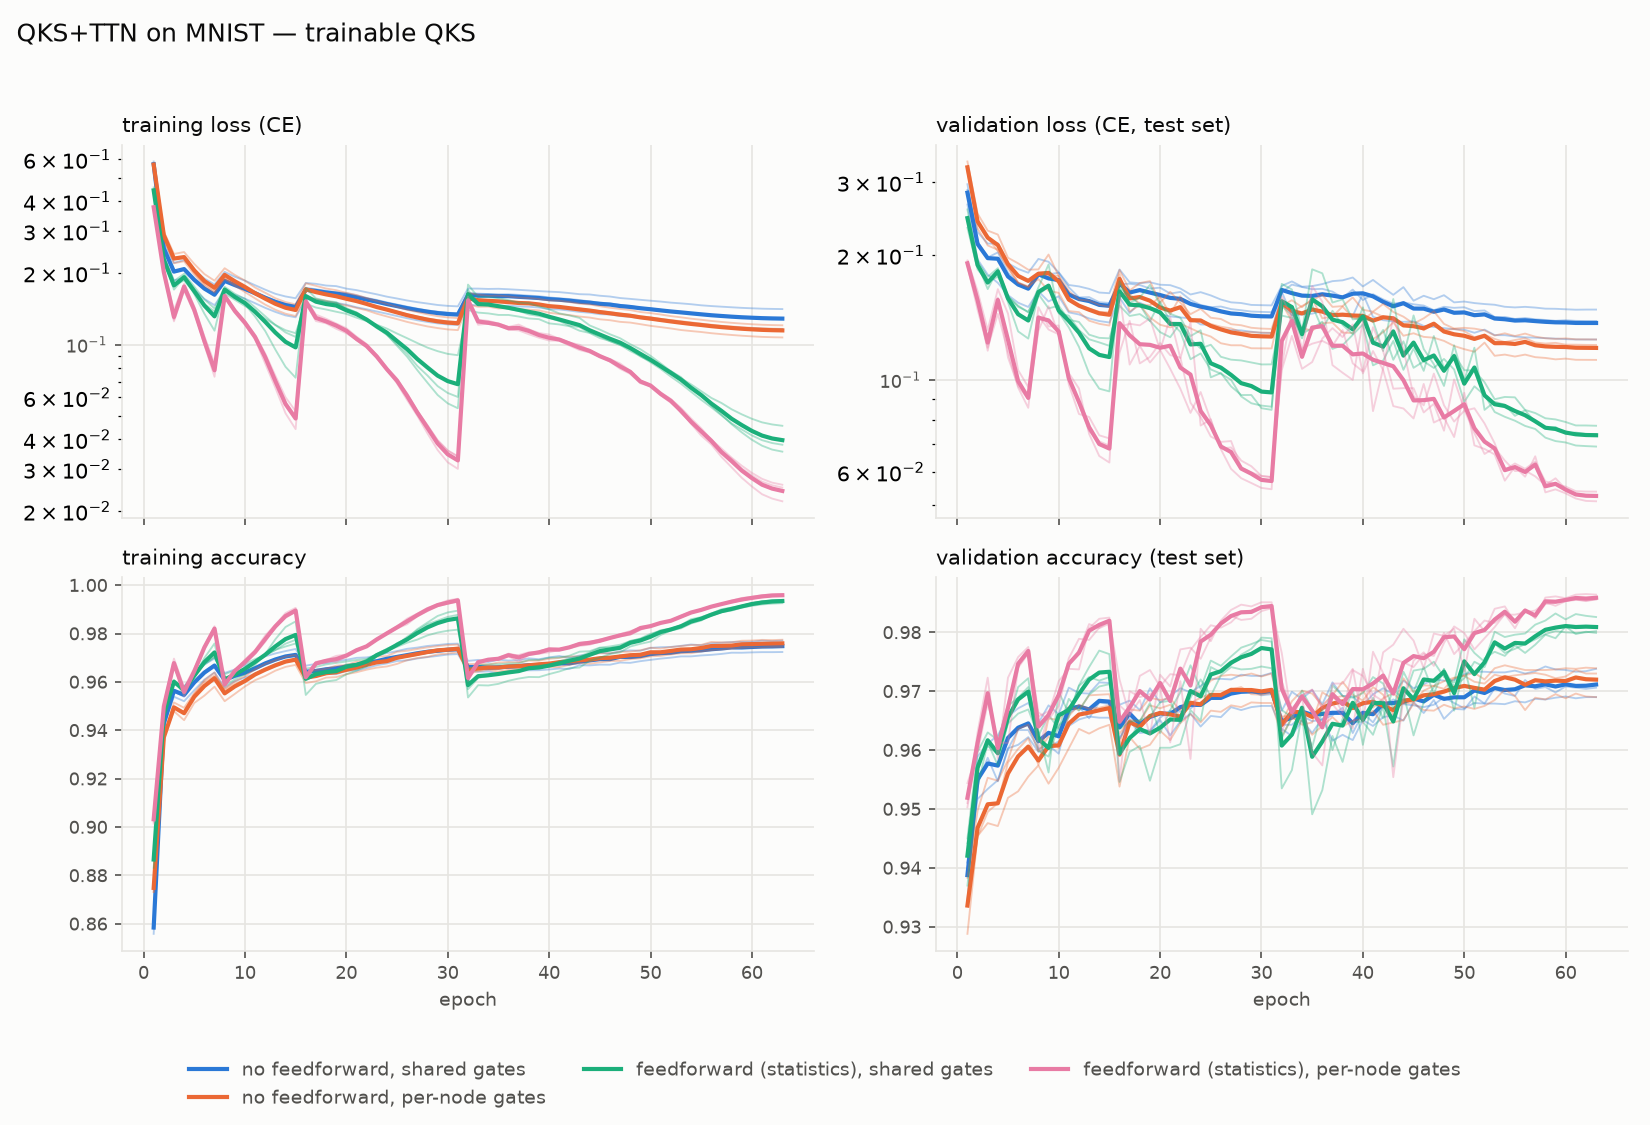 QKS+TTN on MNIST — trainable QKS
training loss (CE)
6 × 10⁻¹
4 × 10⁻¹
3 × 10⁻¹
2 × 10⁻¹
10⁻¹
6 × 10⁻²
4 × 10⁻²
3 × 10⁻²
2 × 10⁻²
validation loss (CE, test set)
3 × 10⁻¹
2 × 10⁻¹
10⁻¹
6 × 10⁻²
training accuracy
1.00
0.98
0.96
0.94
0.92
0.90
0.88
0.86
0 10 20 30 40 50 60
epoch
validation accuracy (test set)
0.98
0.97
0.96
0.95
0.94
0.93
0 10 20 30 40 50 60
epoch
no feedforward, shared gates
no feedforward, per-node gates
feedforward (statistics), shared gates
feedforward (statistics), per-node gates